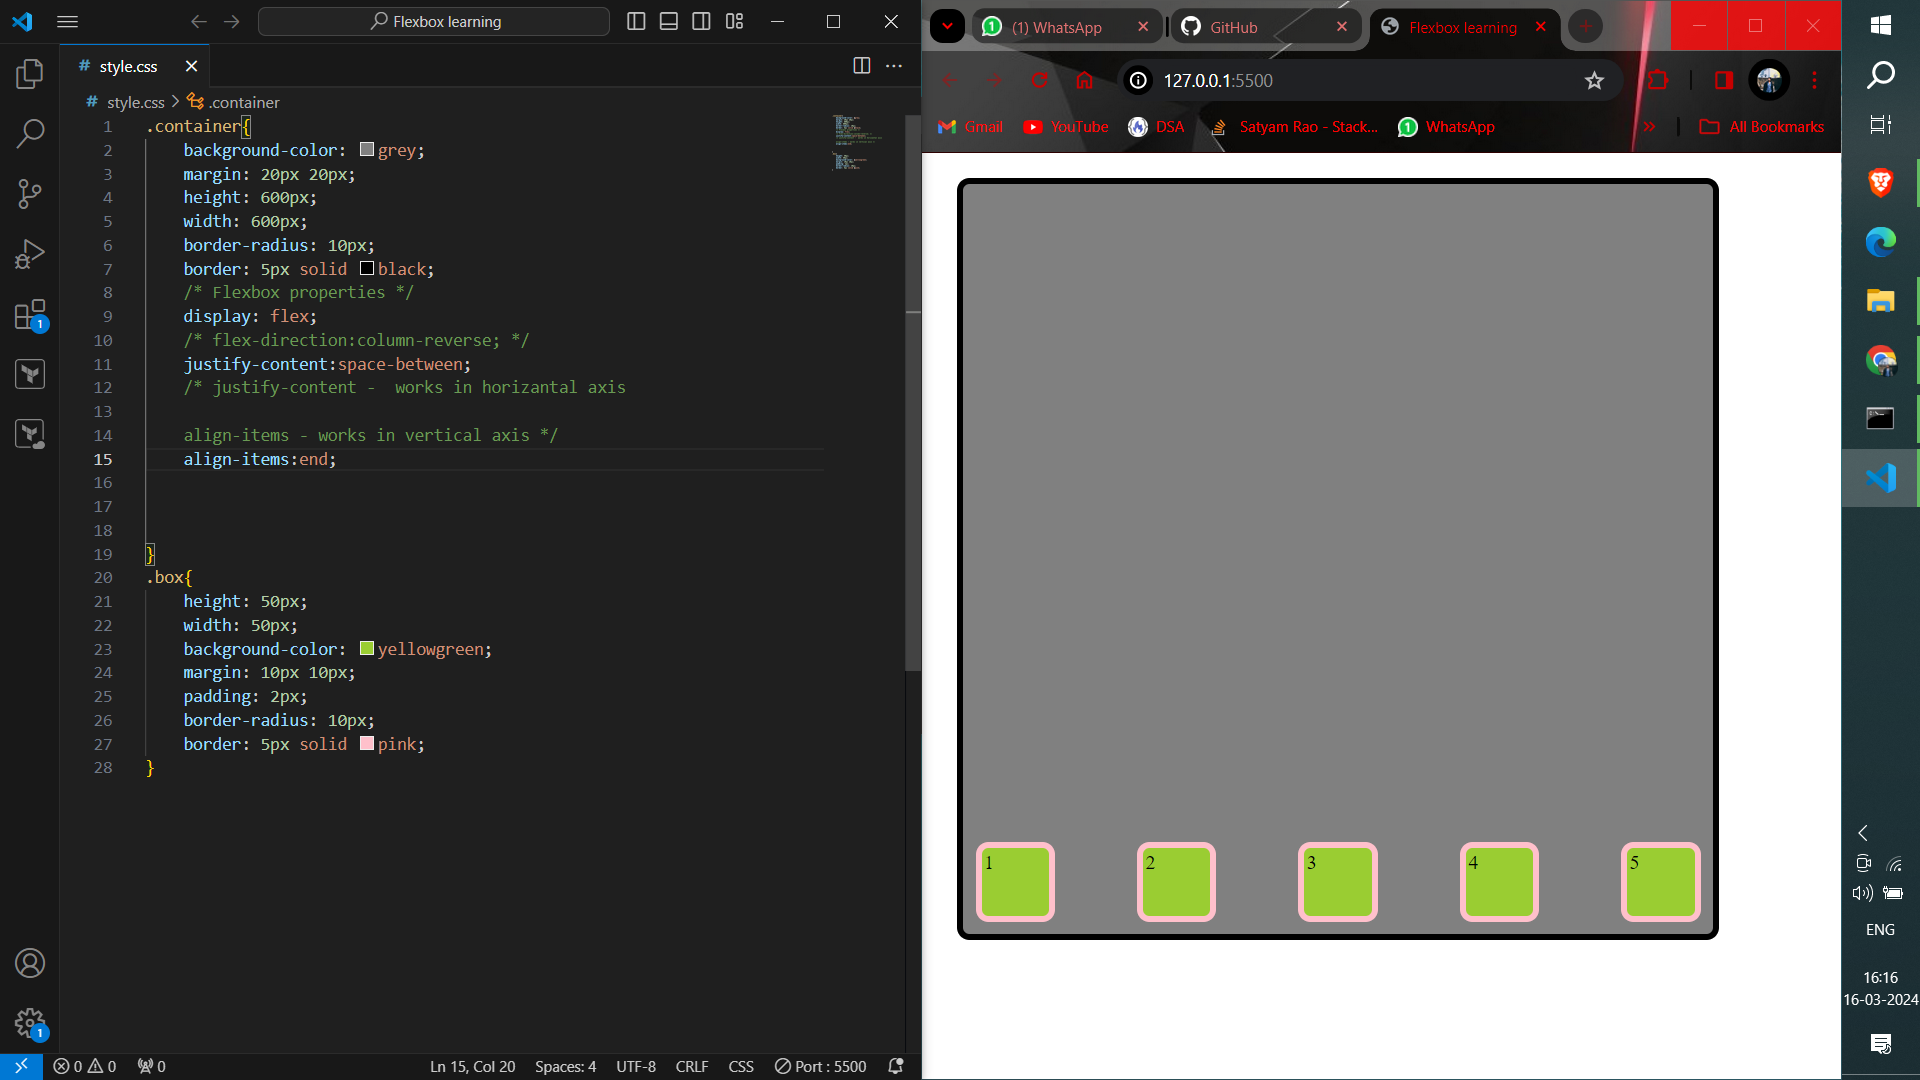 Flexbox learning
# style.css
# style.css > .container
1 .container{
2 background-color: grey;
3 margin: 20px 20px;
4 height: 600px;
5 width: 600px;
6 border-radius: 10px;
7 border: 5px solid black;
8 /* Flexbox properties */
9 display: flex;
10 /* flex-direction:column-reverse; */
11 justify-content:space-between;
12 /* justify-content -  works in horizantal axis
13
14 align-items - works in vertical axis */
15 align-items:end;
16
17
18
19 }
20 .box{
21 height: 50px;
22 width: 50px;
23 background-color: yellowgreen;
24 margin: 10px 10px;
25 padding: 2px;
26 border-radius: 10px;
27 border: 5px solid pink;
28 }
1
1
0 0 0 Ln 15, Col 20 Spaces: 4 UTF-8 CRLF CSS Port : 5500
(1) WhatsApp GitHub Flexbox learning
127.0.0.1:5500
Gmail YouTube DSA Satyam Rao - Stack... WhatsApp » All Bookmarks
1 2 3 4 5
ENG
16:16
16-03-2024